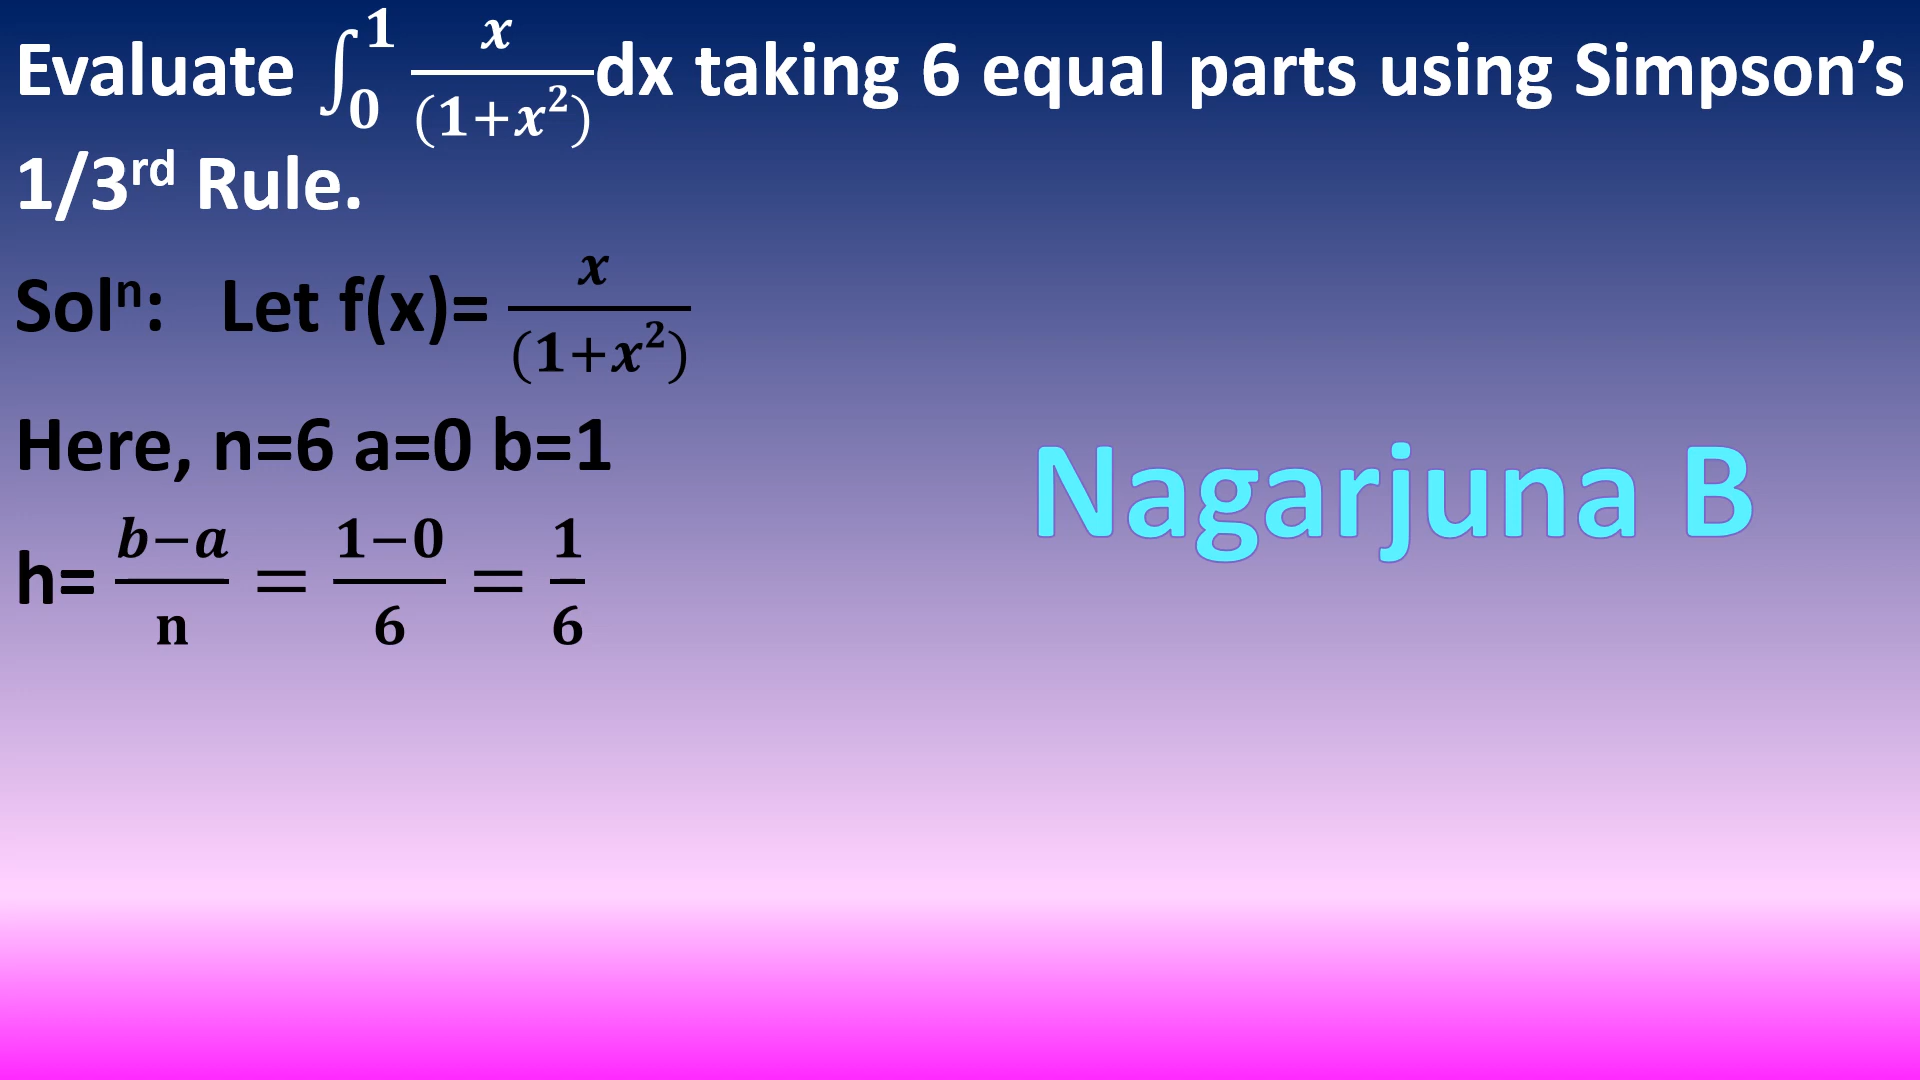 Evaluate ∫₀¹ x/(1+x²) dx taking 6 equal parts using Simpson’s
1/3ʳᵈ Rule.
Solⁿ: Let f(x)= x/(1+x²)
Here, n=6 a=0 b=1
Nagarjuna B
h= b−a/n = 1−0/6 = 1/6